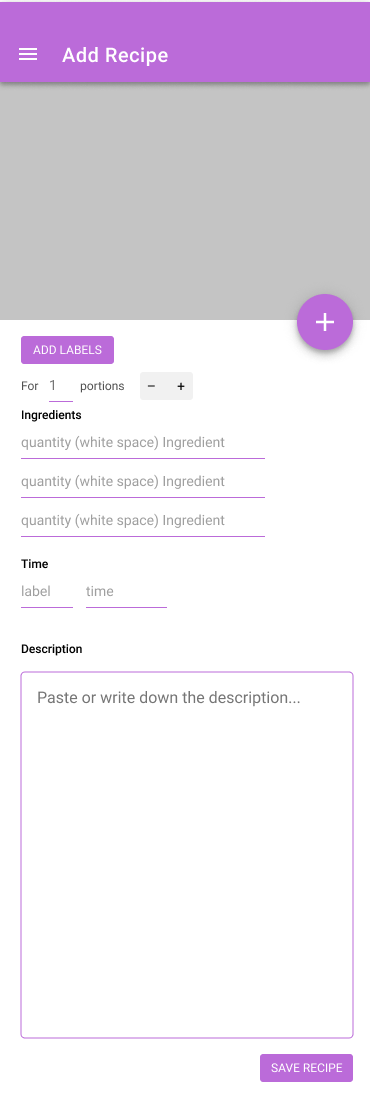 Add Recipe
ADD LABELS
For 1 portions − +
Ingredients
quantity (white space) Ingredient
quantity (white space) Ingredient
quantity (white space) Ingredient
Time
label time
Description
Paste or write down the description...
SAVE RECIPE